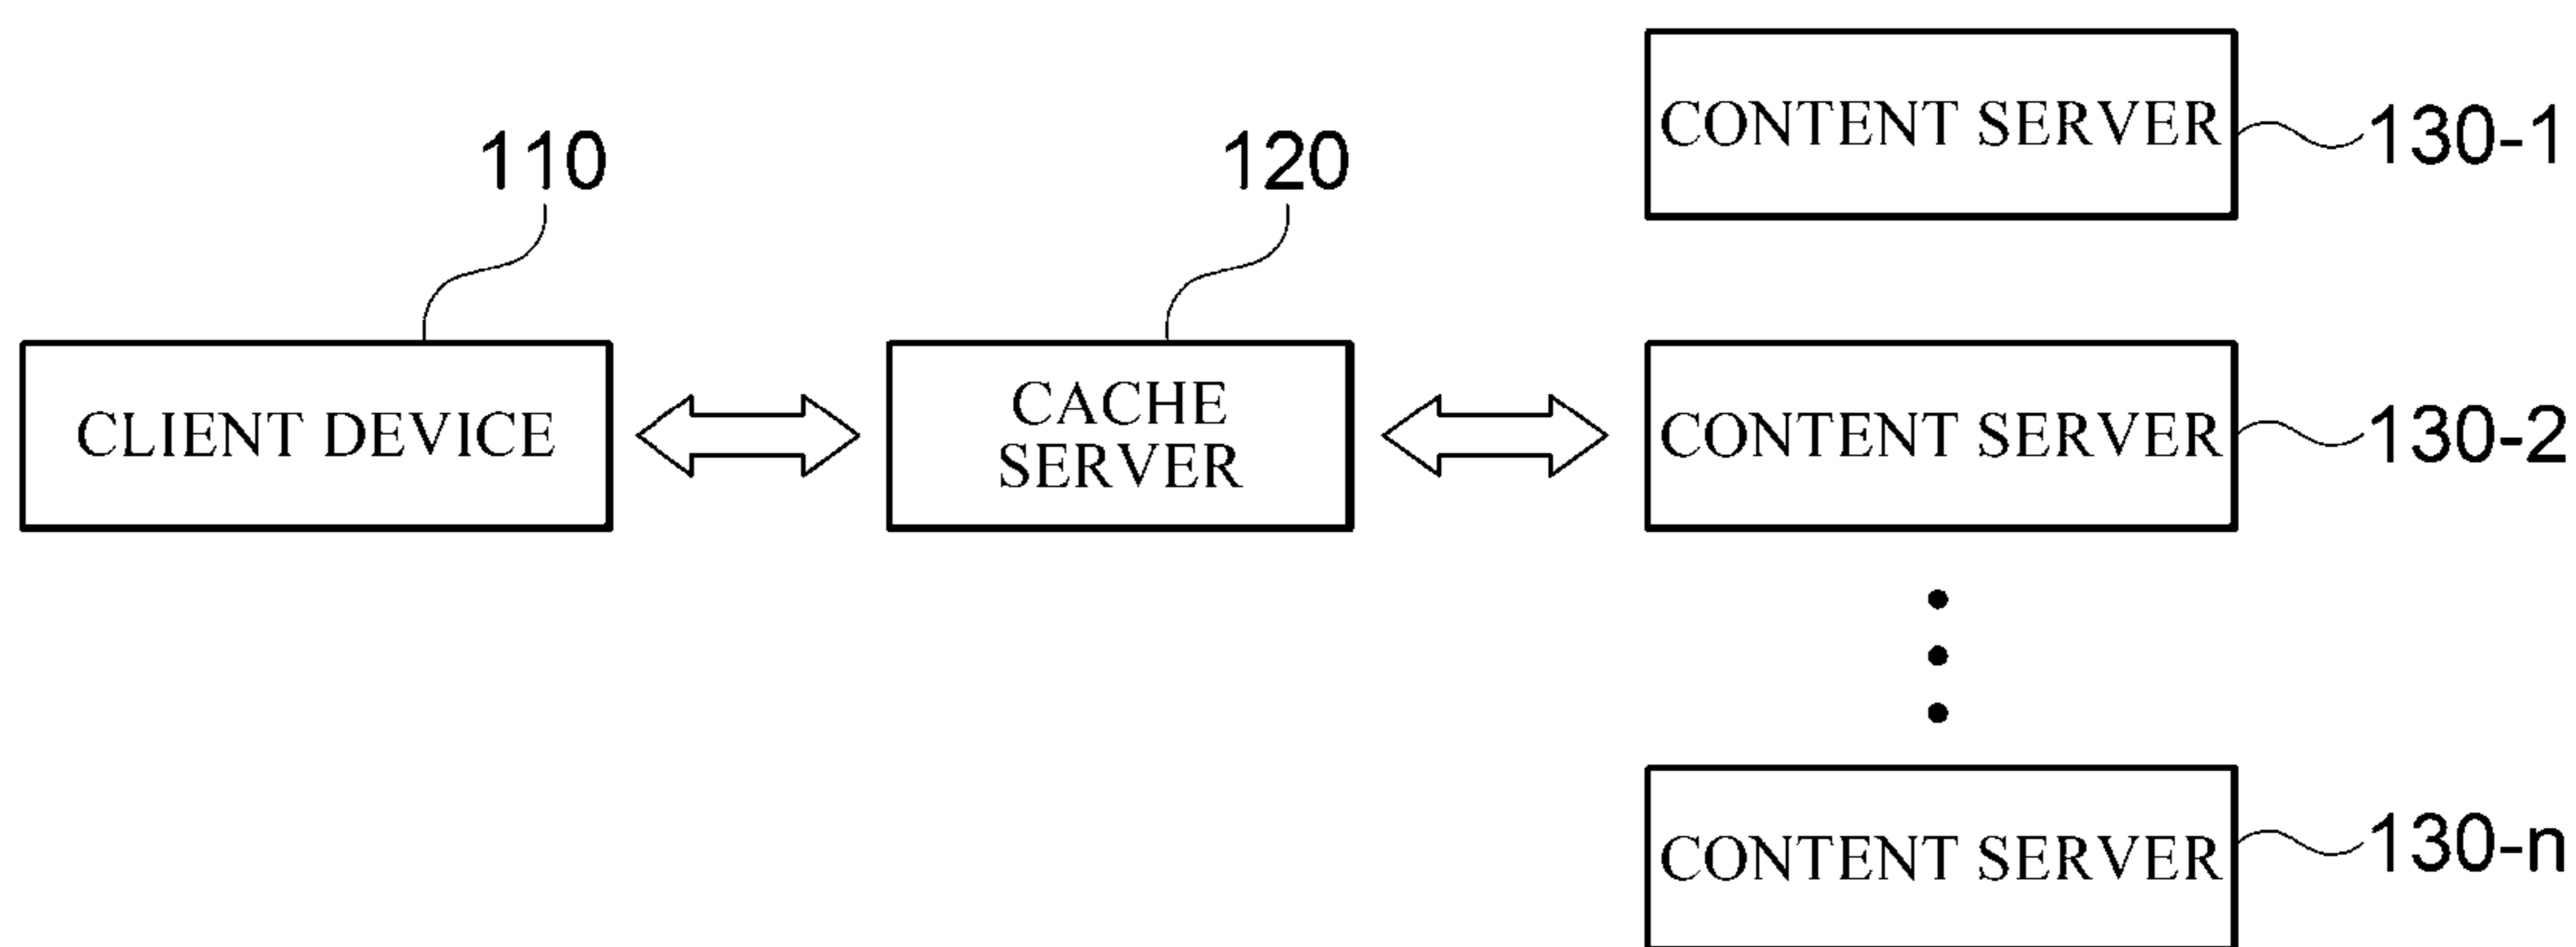 CONTENT SERVER
130-1
110
120
CLIENT DEVICE
CACHE
SERVER
CONTENT SERVER
130-2
CONTENT SERVER
130-n